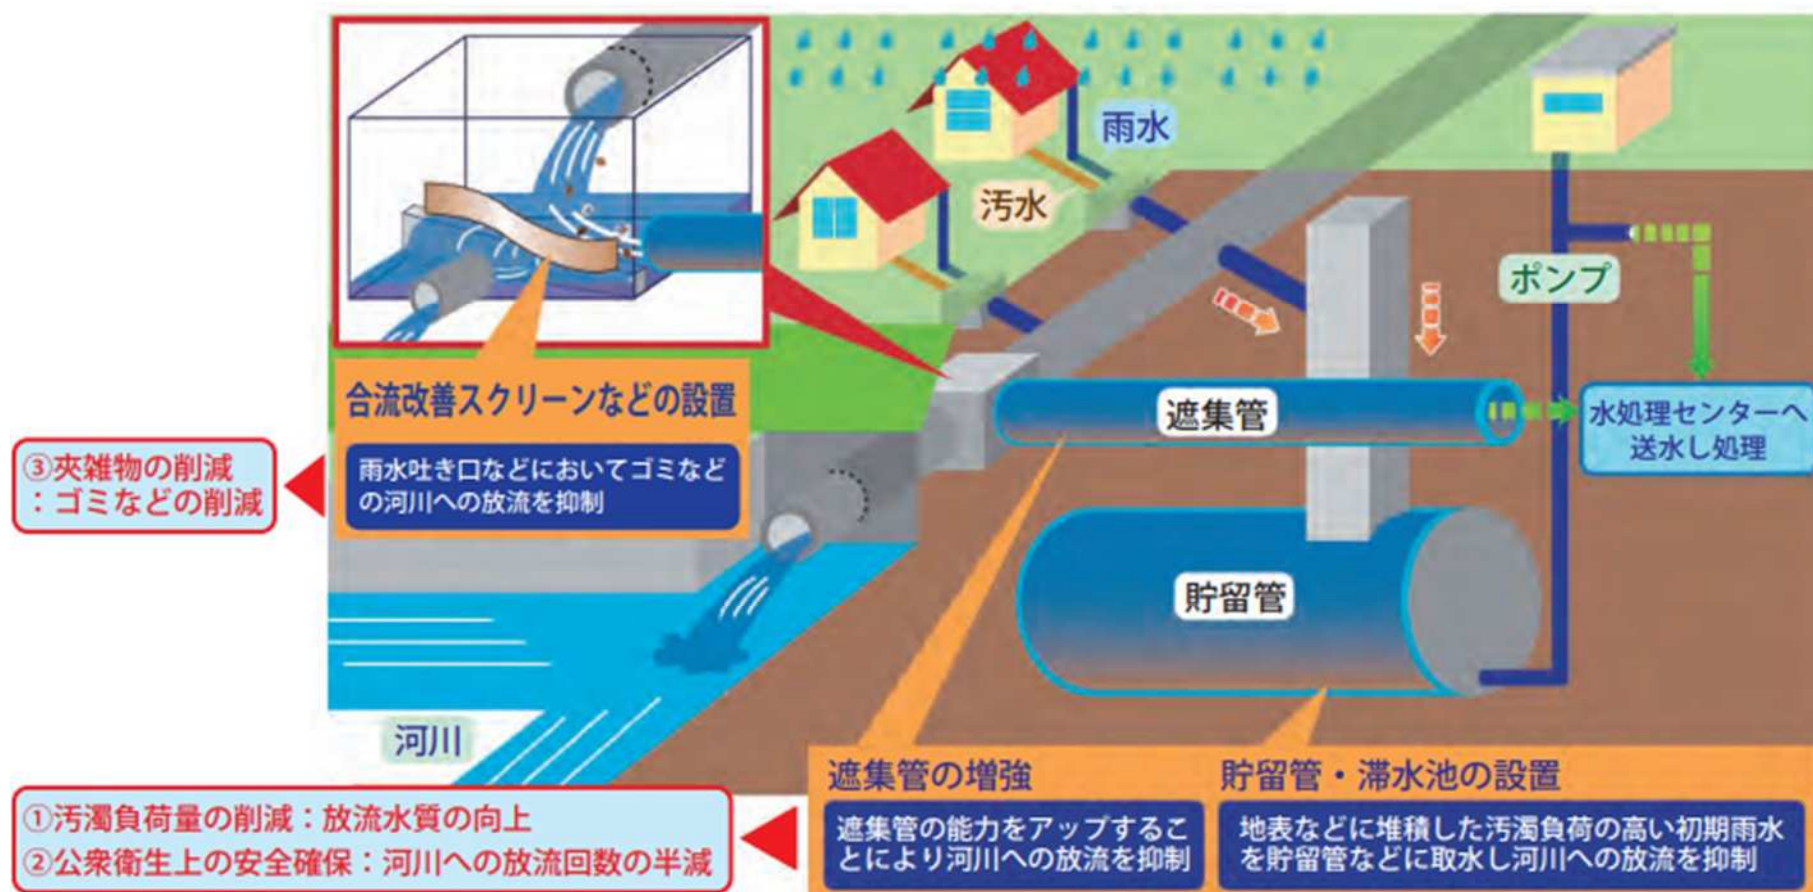 雨水
汚水
ポンプ
合流改善スクリーンなどの設置
遮集管
水処理センターへ
送水し処理
③夾雑物の削減
：ゴミなどの削減
雨水吐き口などにおいてゴミなど
の河川への放流を抑制
貯留管
河川
遮集管の増強
貯留管・滞水池の設置
①汚濁負荷量の削減：放流水質の向上
②公衆衛生上の安全確保：河川への放流回数の半減
遮集管の能力をアップするこ
とにより河川への放流を抑制
地表などに堆積した汚濁負荷の高い初期雨水
を貯留管などに取水し河川への放流を抑制